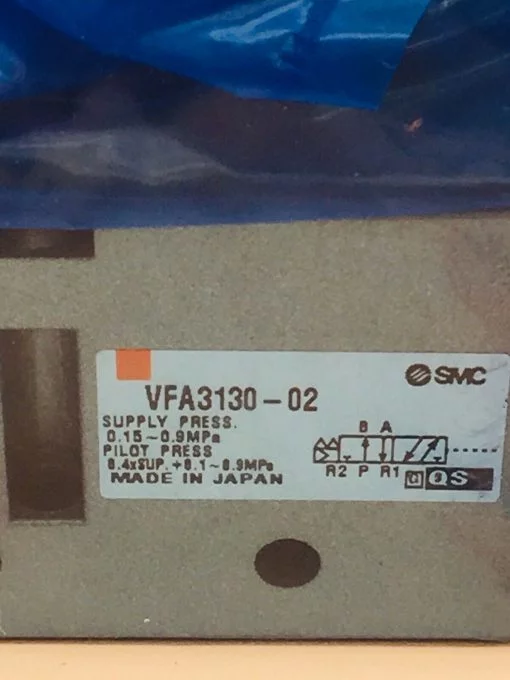 SMC
VFA3130-02
SUPPLY PRESS.
0.15~0.9MPa
PILOT PRESS
0.4xSUP.+0.1~0.9MPa
MADE IN JAPAN
B A
R2 P R1
QS